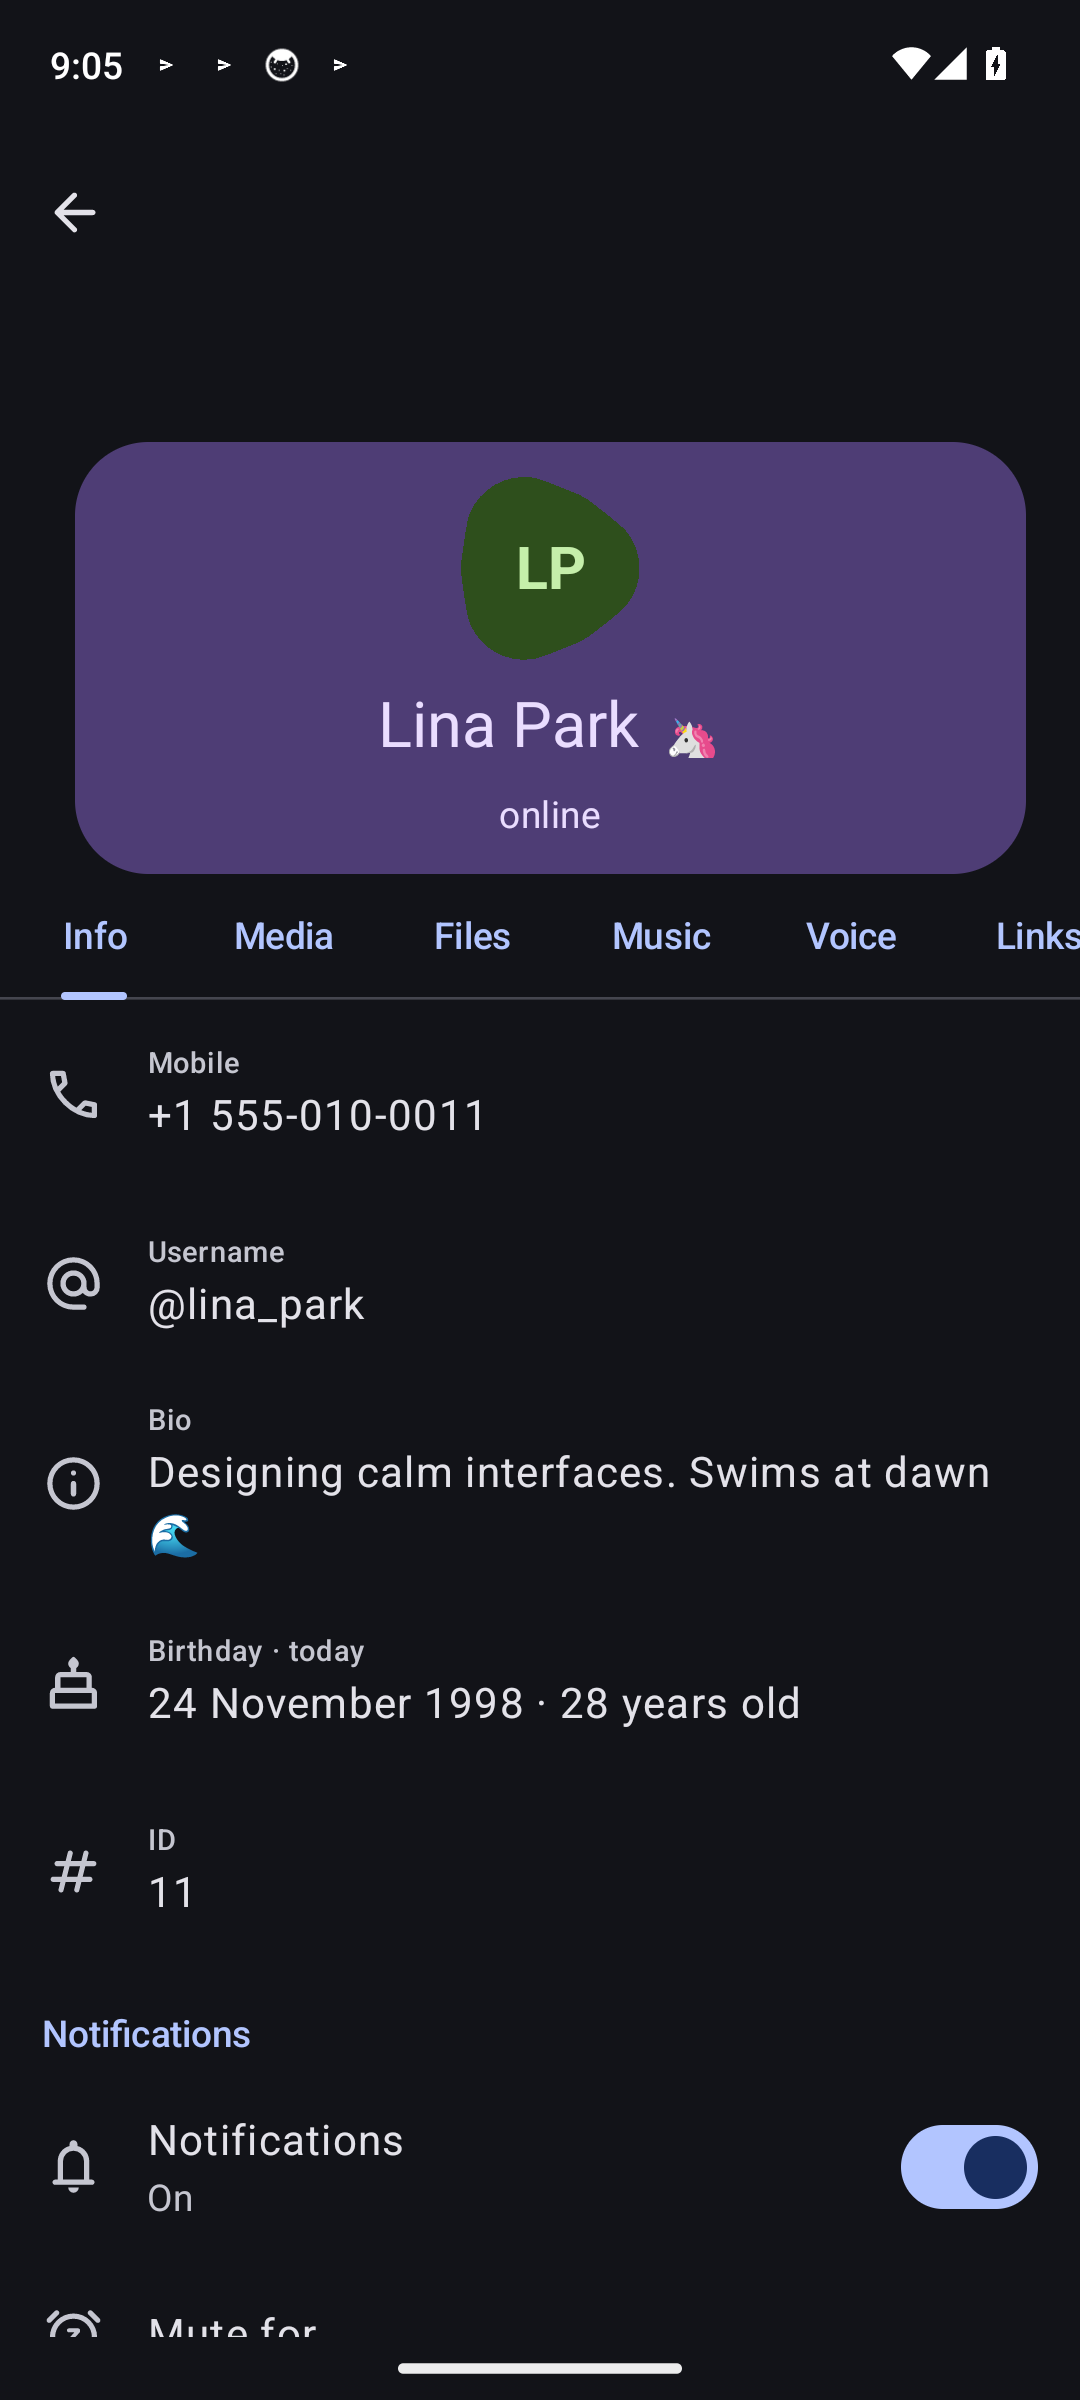 9:05
LP
Lina Park 🦄
online
Info Media Files Music Voice Links
Mobile
+1 555-010-0011
Username
@lina_park
Bio
Designing calm interfaces. Swims at dawn
🌊
Birthday · today
24 November 1998 · 28 years old
ID
11
Notifications
Notifications
On
Mute for